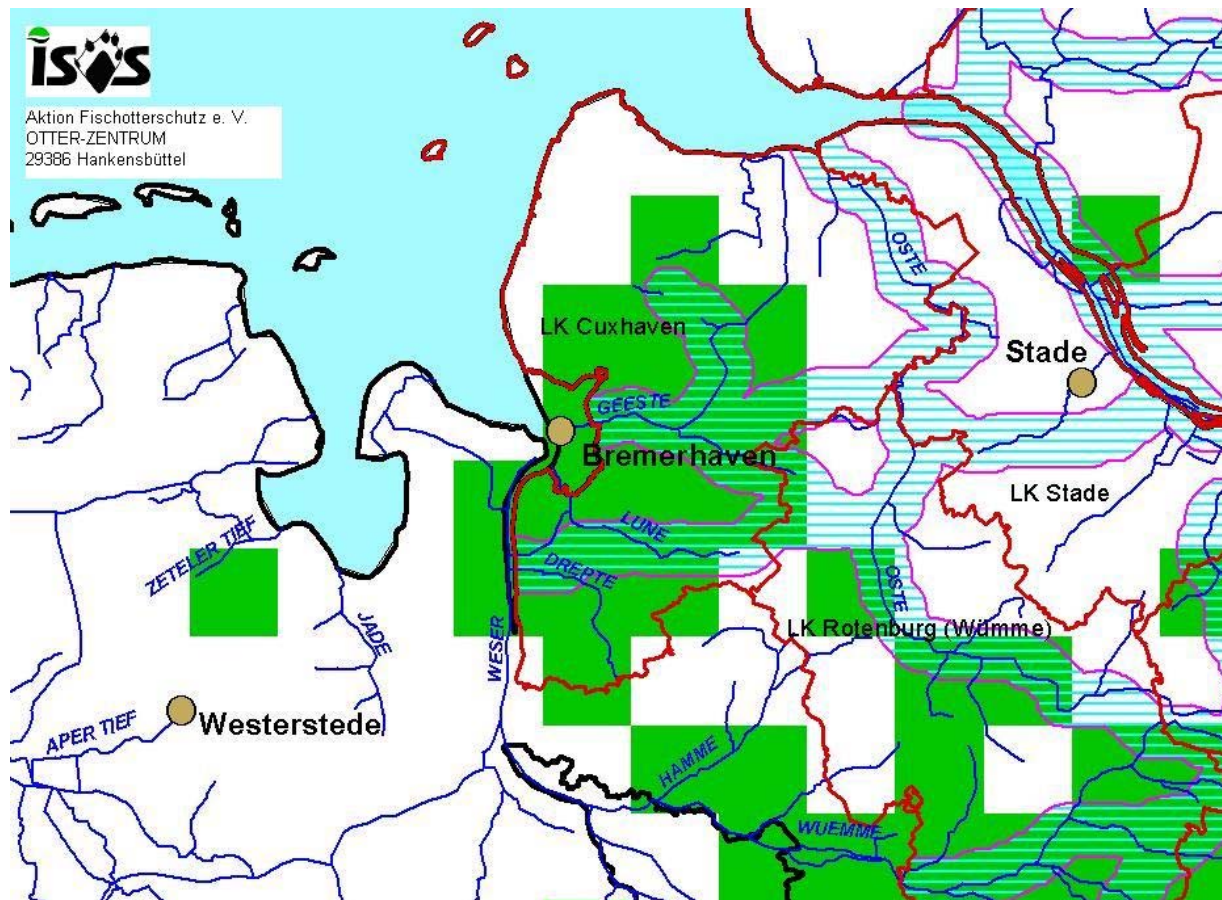 isos
Aktion Fischotterschutz e. V.
OTTER-ZENTRUM
29386 Hankensbüttel
OSTE
LK Cuxhaven
Stade
GEESTE
Bremerhaven
LK Stade
LUNE
ZETELER TIEF
DREPTE
OSTE
JADE
WESER
LK Rotenburg (Wümme)
Westerstede
APER TIEF
HAMME
WUEMME